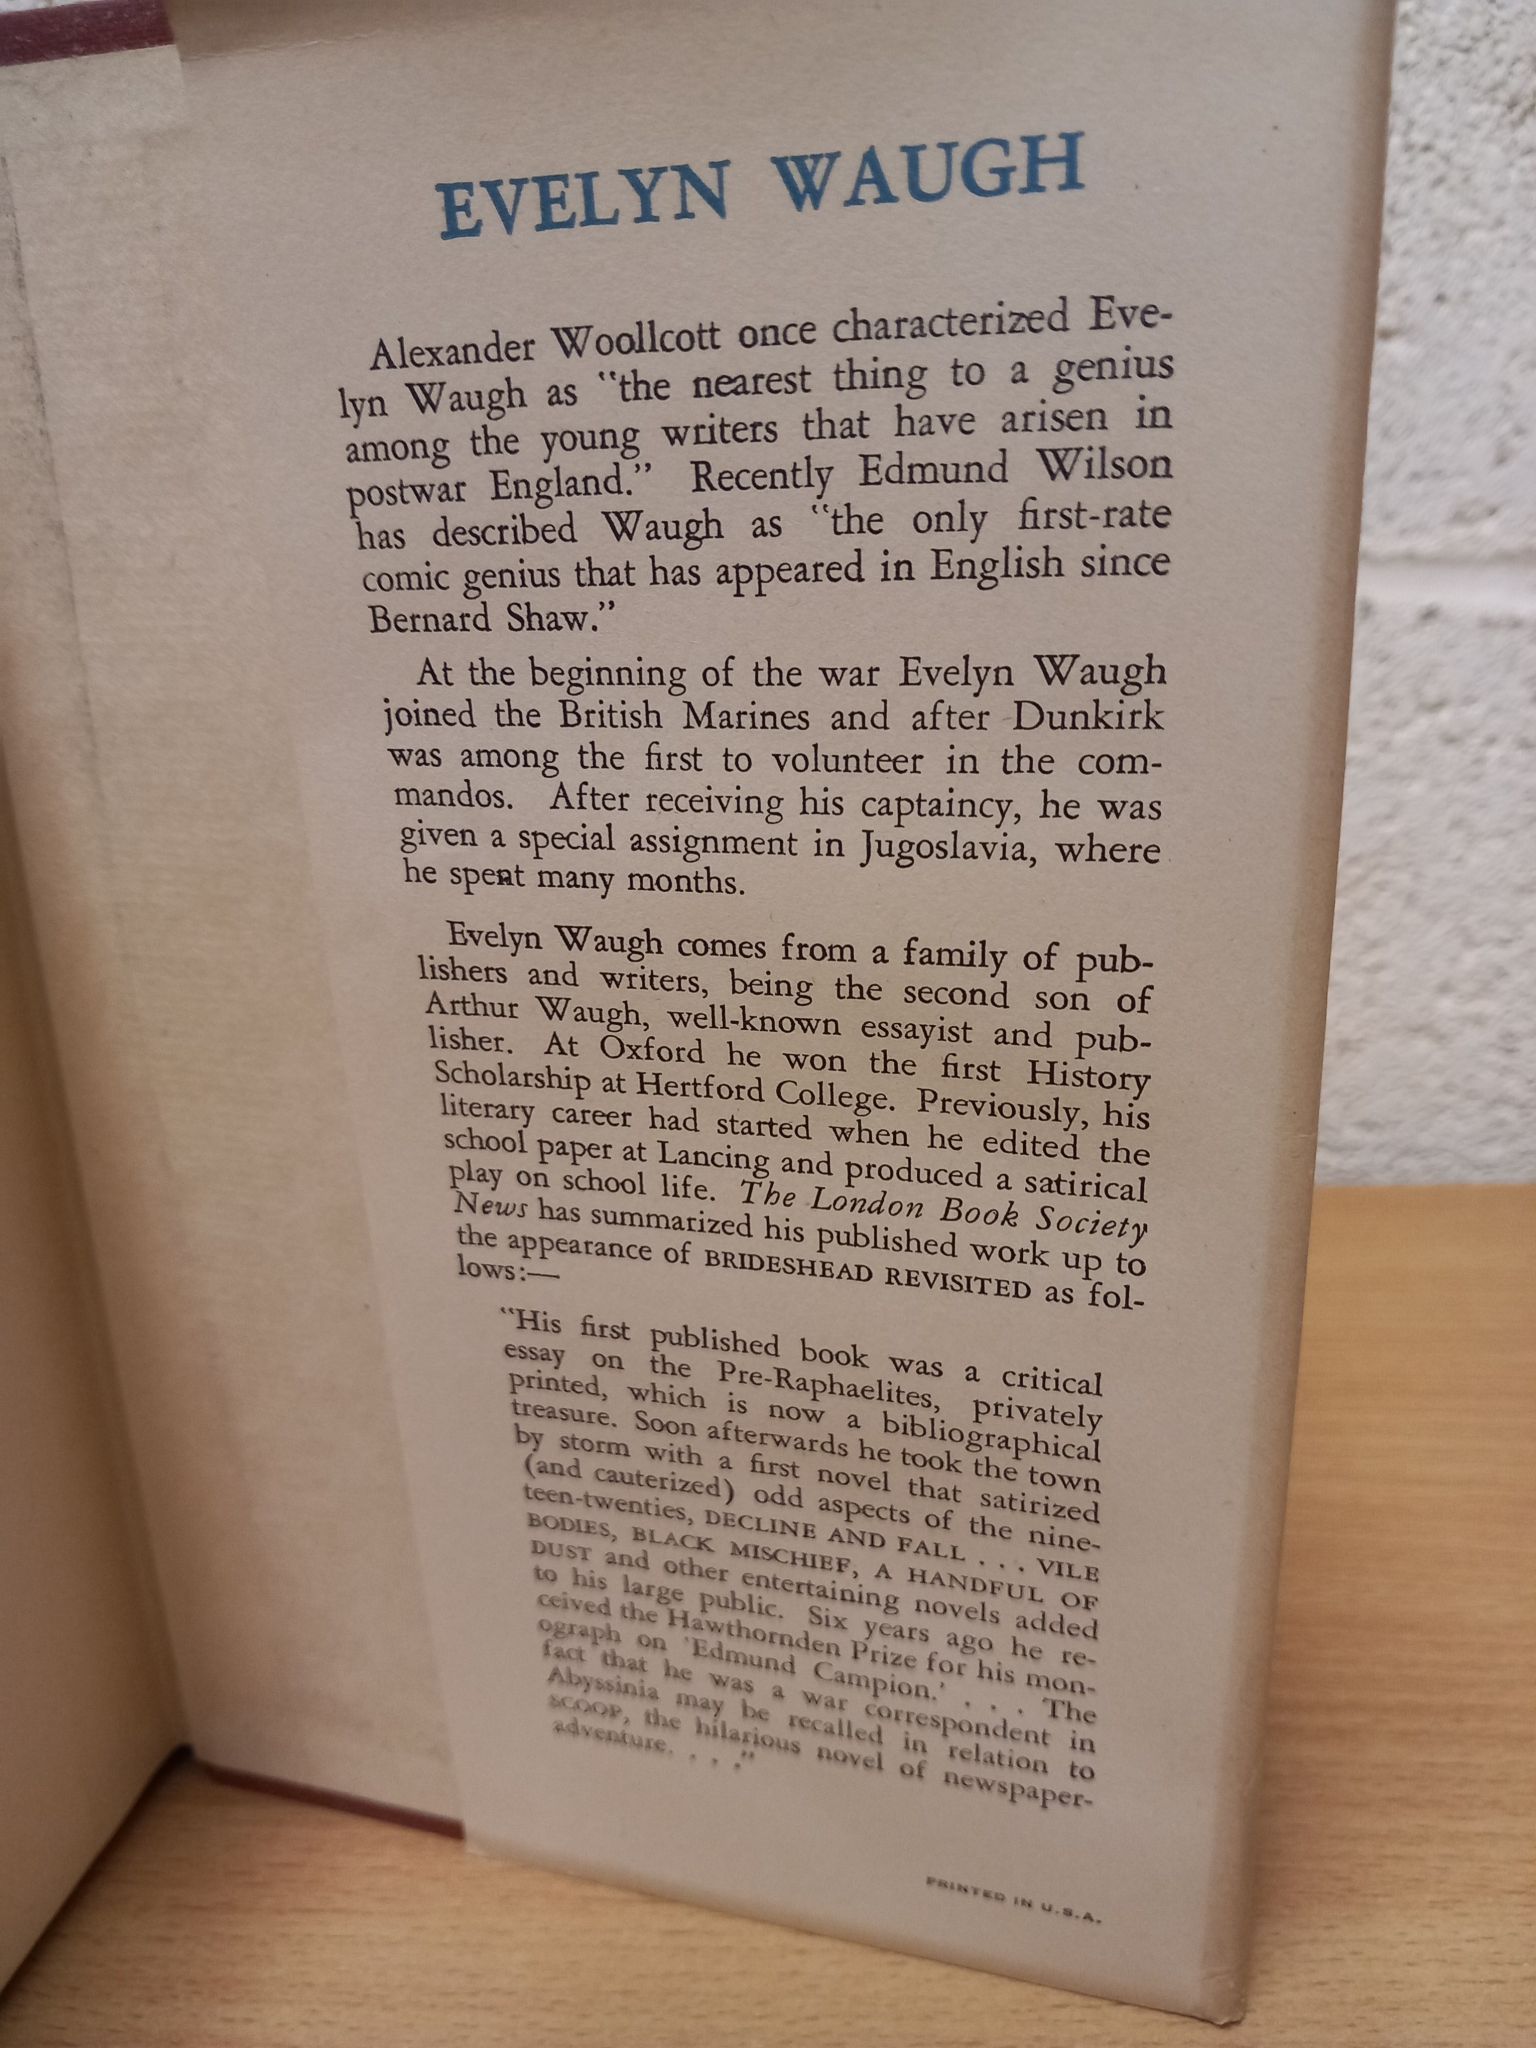 EVELYN WAUGH
Alexander Woollcott once characterized Eve-
lyn Waugh as "the nearest thing to a genius
among the young writers that have arisen in
postwar England." Recently Edmund Wilson
has described Waugh as "the only first-rate
comic genius that has appeared in English since
Bernard Shaw."
At the beginning of the war Evelyn Waugh
joined the British Marines and after Dunkirk
was among the first to volunteer in the com-
mandos. After receiving his captaincy, he was
given a special assignment in Jugoslavia, where
he spent many months.
Evelyn Waugh comes from a family of pub-
lishers and writers, being the second son of
Arthur Waugh, well-known essayist and pub-
lisher. At Oxford he won the first History
Scholarship at Hertford College. Previously, his
literary career had started when he edited the
school paper at Lancing and produced a satirical
play on school life. The London Book Society
News has summarized his published work up to
the appearance of BRIDESHEAD REVISITED as fol-
lows:—
"His first published book was a critical
essay on the Pre-Raphaelites, privately
printed, which is now a bibliographical
treasure. Soon afterwards he took the town
by storm with a first novel that satirized
(and cauterized) odd aspects of the nine-
teen-twenties, DECLINE AND FALL . . . VILE
BODIES, BLACK MISCHIEF, A HANDFUL OF
DUST and other entertaining novels added
to his large public. Six years ago he re-
ceived the Hawthornden Prize for his mon-
ograph on 'Edmund Campion.' . . . The
fact that he was a war correspondent in
Abyssinia may be recalled in relation to
SCOOP, the hilarious novel of newspaper-
adventure. . . ."
PRINTED IN U.S.A.